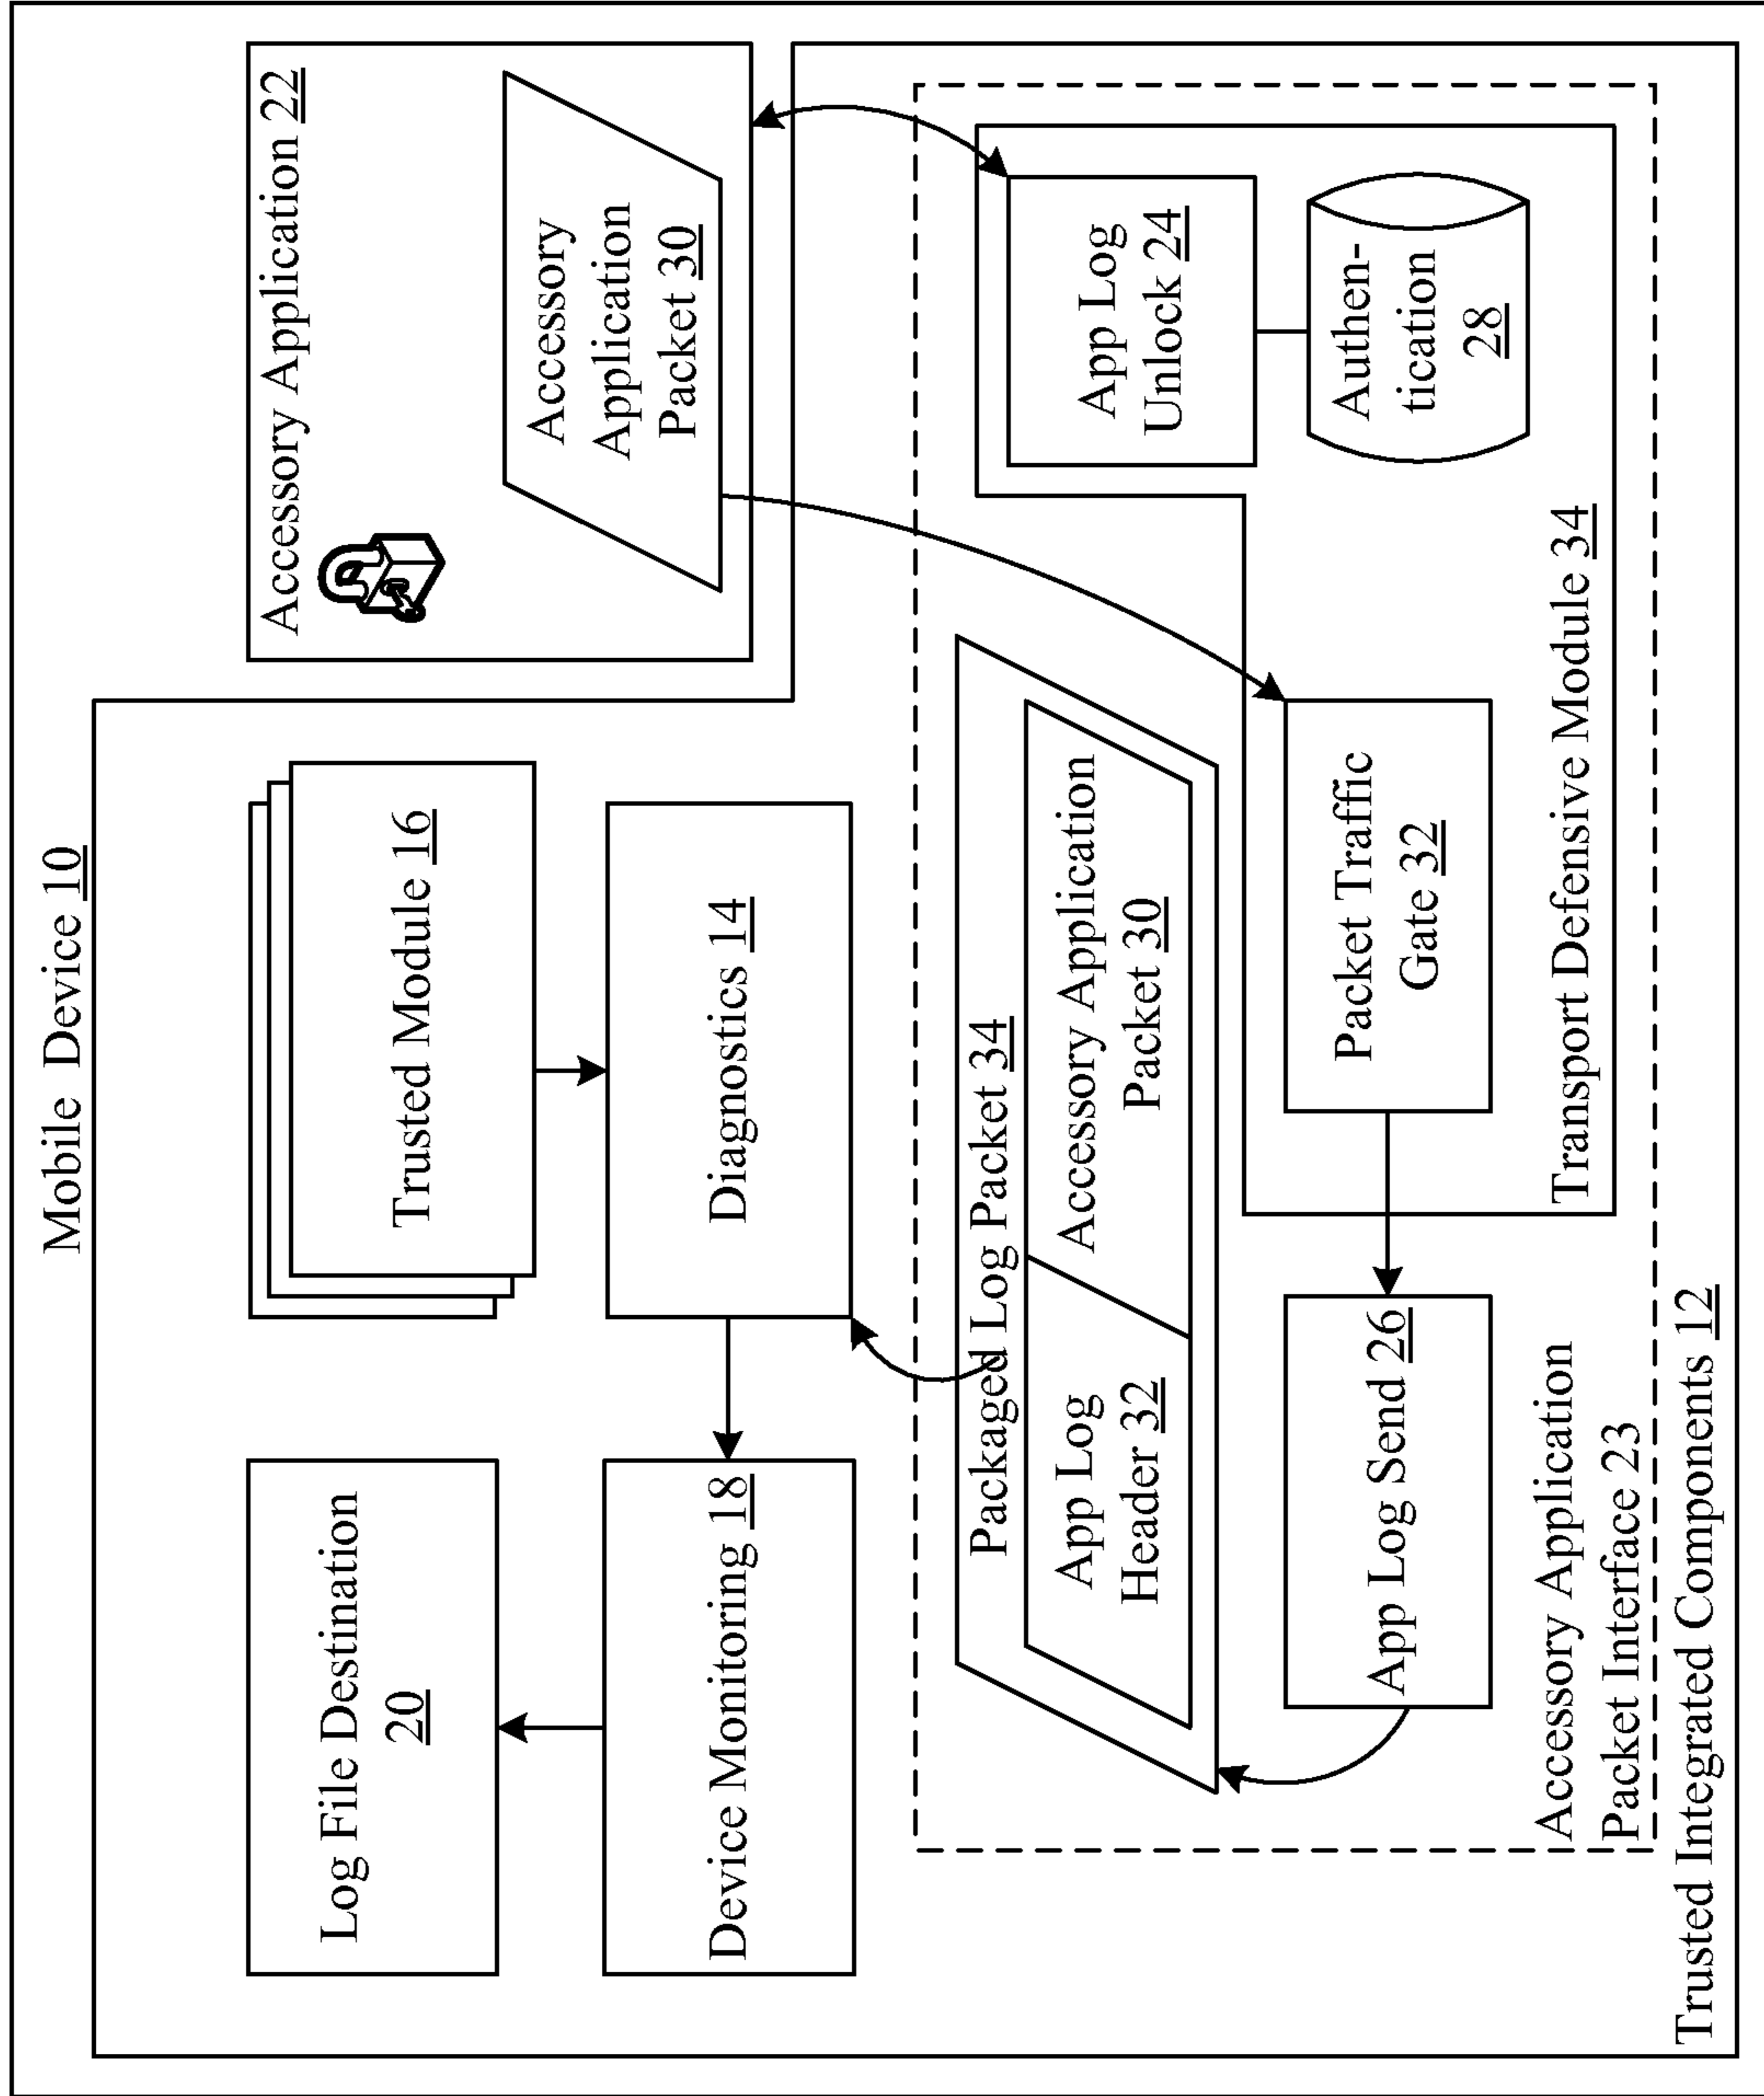 Mobile Device 10
Log File Destination
20
Trusted Module 16
Accessory Application 22
Device Monitoring 18
Diagnostics 14
Accessory
Application
Packet 30
Packaged Log Packet 34
App Log
Header 32
Accessory Application
Packet 30
App Log
Unlock 24
App Log Send 26
Packet Traffic
Gate 32
Authen-
tication
28
Transport Defensive Module 34
Accessory Application
Packet Interface 23
Trusted Integrated Components 12